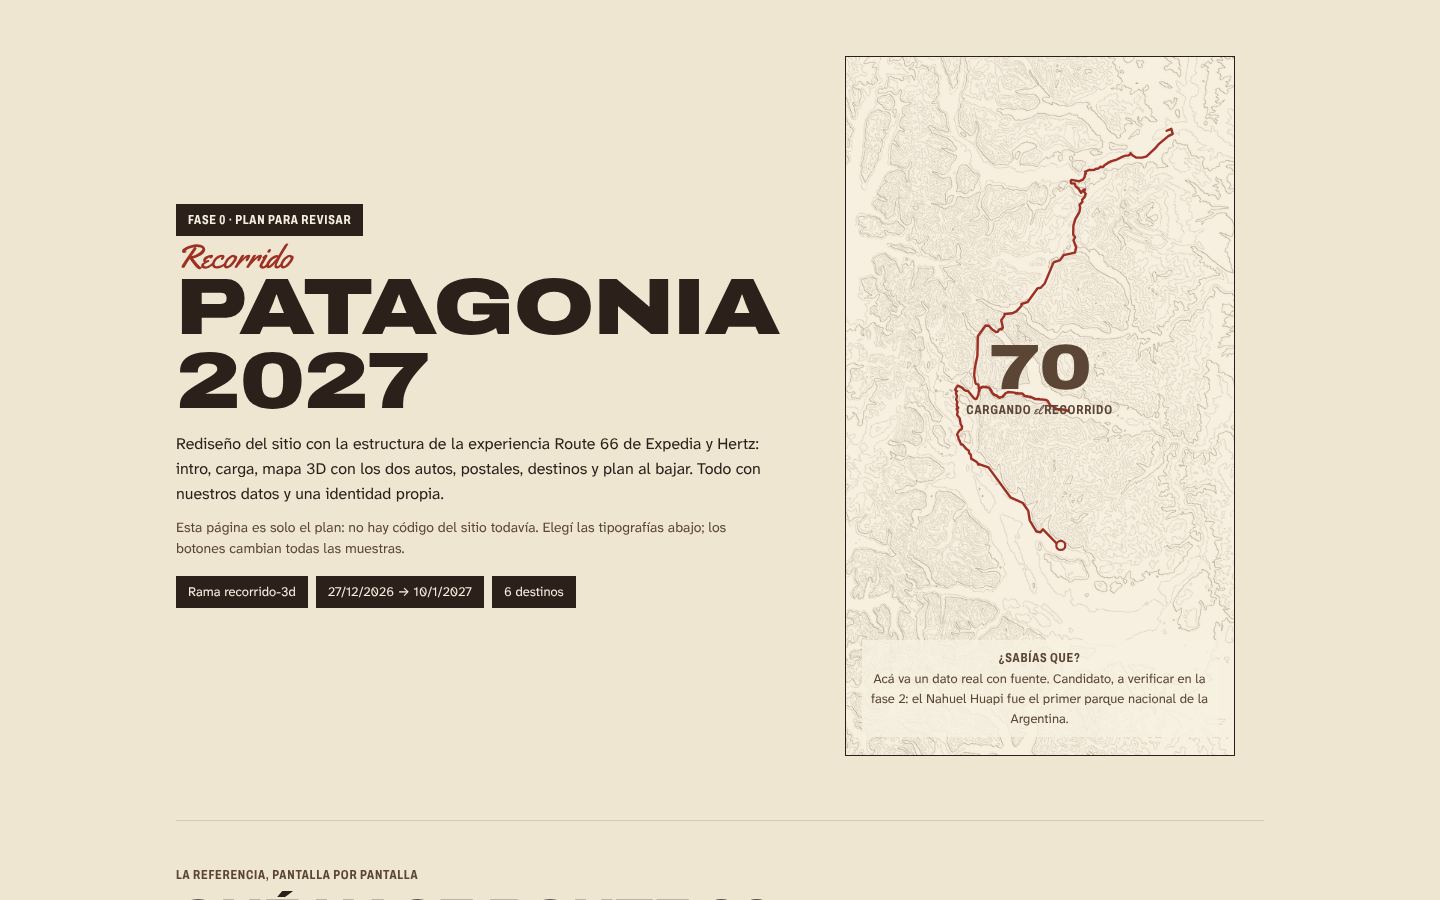 FASE 0 · PLAN PARA REVISAR
Recorrido
PATAGONIA
2027
Rediseño del sitio con la estructura de la experiencia Route 66 de Expedia y Hertz:
intro, carga, mapa 3D con los dos autos, postales, destinos y plan al bajar. Todo con
nuestros datos y una identidad propia.
Esta página es solo el plan: no hay código del sitio todavía. Elegí las tipografías abajo; los
botones cambian todas las muestras.
Rama recorrido-3d
27/12/2026 → 10/1/2027
6 destinos
70
CARGANDO el RECORRIDO
¿SABÍAS QUE?
Acá va un dato real con fuente. Candidato, a verificar en la
fase 2: el Nahuel Huapi fue el primer parque nacional de la
Argentina.
LA REFERENCIA, PANTALLA POR PANTALLA